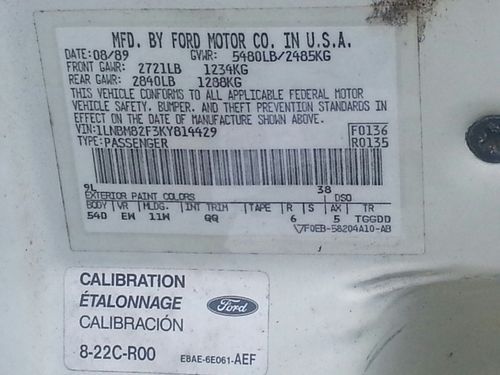 MFD. BY FORD MOTOR CO. IN U.S.A.
DATE: 08/89 GVWR: 5480LB/2485KG
FRONT GAWR: 2721LB 1234KG
REAR GAWR: 2840LB 1288KG
THIS VEHICLE CONFORMS TO ALL APPLICABLE FEDERAL MOTOR
VEHICLE SAFETY, BUMPER, AND THEFT PREVENTION STANDARDS IN
EFFECT ON THE DATE OF MANUFACTURE SHOWN ABOVE.
VIN: 1LNBM82F3KY814429 F0136
TYPE: PASSENGER R0135
9L 38
EXTERIOR PAINT COLORS DSO
BODY VR MLDG. INT TRIM TAPE R S AX TR
54D EW 11W QQ 6 5 TGGDD
F0EB-58204A10-AB
CALIBRATION
ÉTALONNAGE
CALIBRACIÓN
Ford
8-22C-R00 E8AE-6E061-AEF